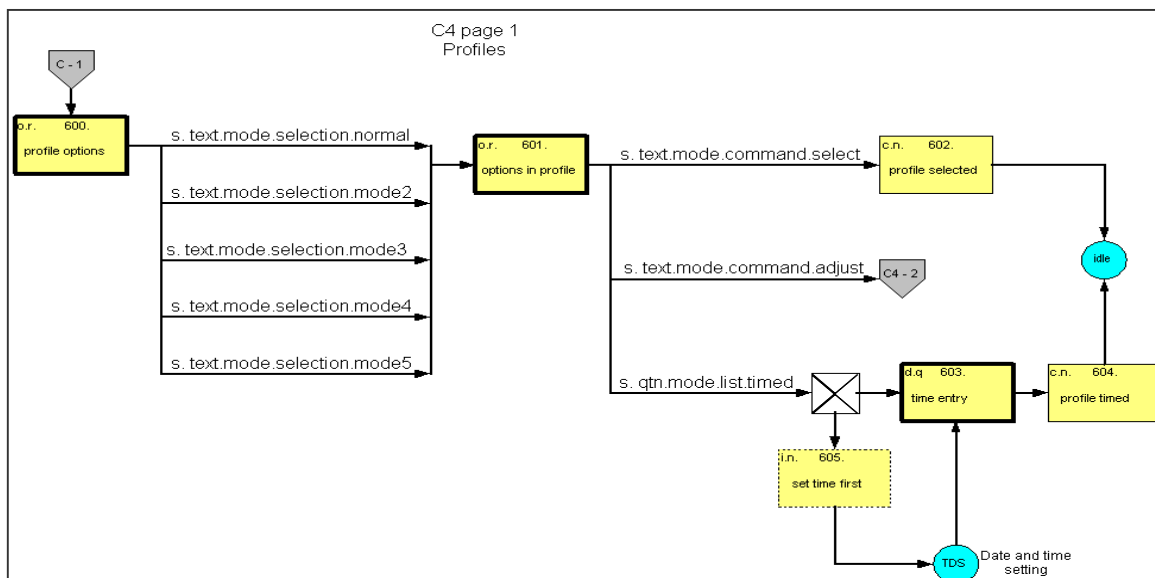 C4 page 1
Profiles
C - 1
o.r. 600.
profile options
s. text.mode.selection.normal
s. text.mode.selection.mode2
s. text.mode.selection.mode3
s. text.mode.selection.mode4
s. text.mode.selection.mode5
o.r. 601.
options in profile
s. text.mode.command.select
c.n. 602.
profile selected
idle
s. text.mode.command.adjust
C4 - 2
s. qtn.mode.list.timed
d.q 603.
time entry
c.n. 604.
profile timed
i.n. 605.
set time first
TDS
Date and time
setting